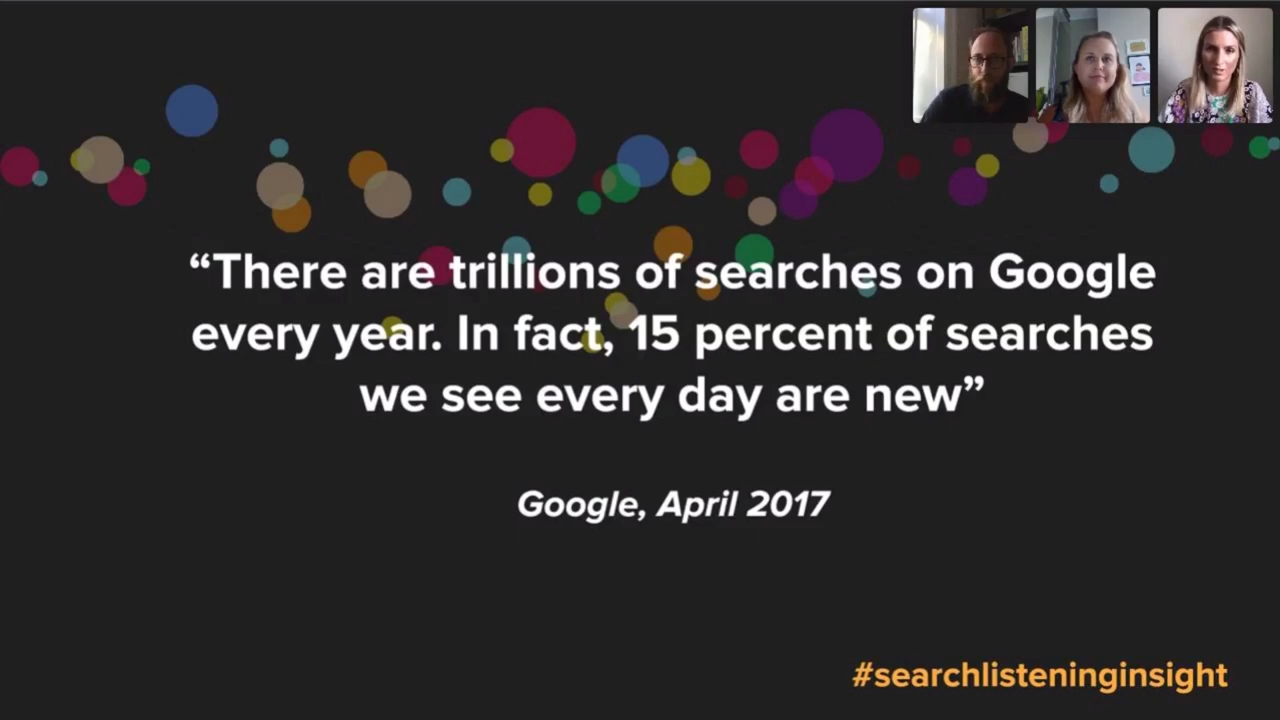 “There are trillions of searches on Google
every year. In fact, 15 percent of searches
we see every day are new”
Google, April 2017
#searchlisteninginsight